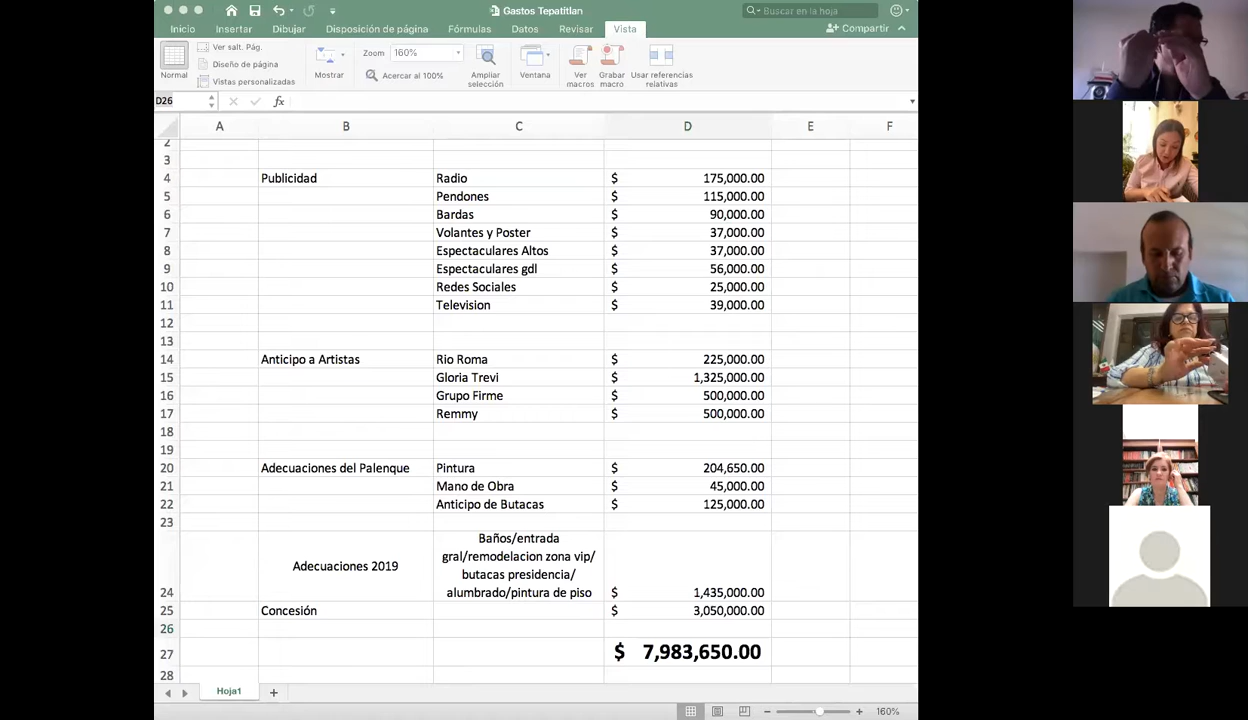 Gastos Tepatitlan
Buscar en la hoja
Inicio Insertar Dibujar Disposición de página Fórmulas Datos Revisar Vista Compartir
Normal
Ver salt. Pág.
Diseño de página
Vistas personalizadas
Mostrar
Zoom 160%
Acercar al 100%
Ampliar selección
Ventana
Ver macros
Grabar macro
Usar referencias relativas
D26 fx
A B C D E F
2
3
4 Publicidad Radio $ 175,000.00
5 Pendones $ 115,000.00
6 Bardas $ 90,000.00
7 Volantes y Poster $ 37,000.00
8 Espectaculares Altos $ 37,000.00
9 Espectaculares gdl $ 56,000.00
10 Redes Sociales $ 25,000.00
11 Television $ 39,000.00
12
13
14 Anticipo a Artistas Rio Roma $ 225,000.00
15 Gloria Trevi $ 1,325,000.00
16 Grupo Firme $ 500,000.00
17 Remmy $ 500,000.00
18
19
20 Adecuaciones del Palenque Pintura $ 204,650.00
21 Mano de Obra $ 45,000.00
22 Anticipo de Butacas $ 125,000.00
23
Baños/entrada
gral/remodelacion zona vip/
Adecuaciones 2019 butacas presidencia/
24 alumbrado/pintura de piso $ 1,435,000.00
25 Concesión $ 3,050,000.00
26
27 $ 7,983,650.00
28
Hoja1
160%